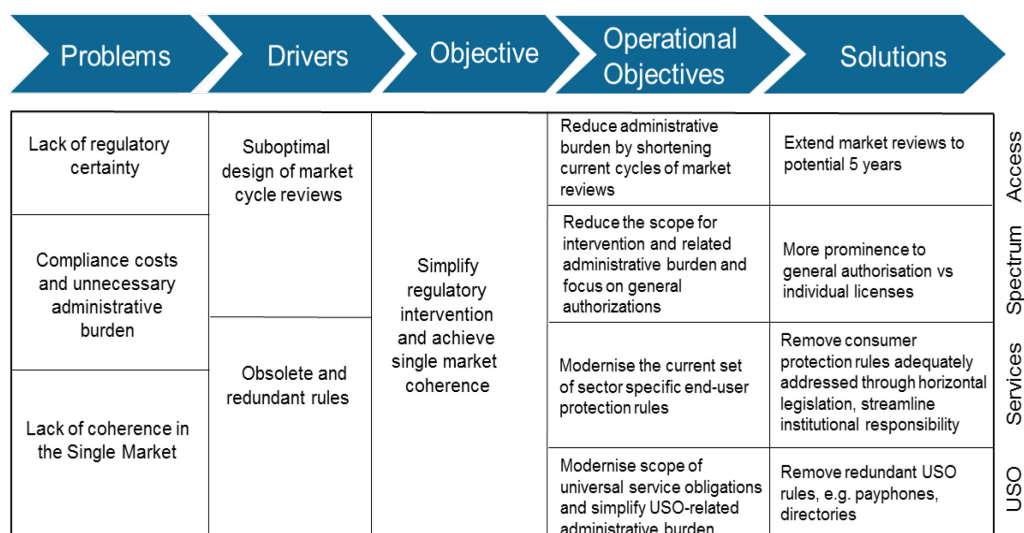 Problems
Drivers
Objective
Operational
Objectives
Solutions
Lack of regulatory
certainty
Compliance costs
and unnecessary
administrative
burden
Lack of coherence in
the Single Market
Suboptimal
design of market
cycle reviews
Obsolete and
redundant rules
Simplify
regulatory
intervention
and achieve
single market
coherence
Reduce administrative
burden by shortening
current cycles of market
reviews
Extend market reviews to
potential 5 years
Access
Reduce the scope for
intervention and related
administrative burden and
focus on general
authorizations
More prominence to
general authorisation vs
individual licenses
Spectrum
Modernise the current set
of sector specific end-user
protection rules
Remove consumer
protection rules adequately
addressed through horizontal
legislation, streamline
institutional responsibility
Services
Modernise scope of
universal service obligations
and simplify USO-related
administrative burden
Remove redundant USO
rules, e.g. payphones,
directories
USO